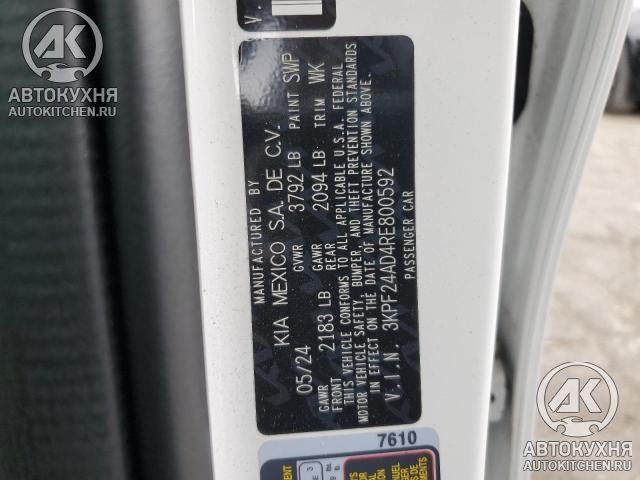 АК
АВТОКУХНЯ
AUTOKITCHEN.RU
V.
MANUFACTURED BY
KIA MEXICO S.A. DE C.V.
05/24 GVWR 3792 LB PAINT SWP
GAWR FRONT 2183 LB GAWR REAR 2094 LB TRIM WK
THIS VEHICLE CONFORMS TO ALL APPLICABLE U.S.A. FEDERAL
MOTOR VEHICLE SAFETY, BUMPER, AND THEFT PREVENTION STANDARDS
IN EFFECT ON THE DATE OF MANUFACTURE SHOWN ABOVE.
V.I.N. 3KPF24AD4RE800592
PASSENGER CAR
7610
АК
АВТОКУХНЯ
AUTOKITCHEN.RU